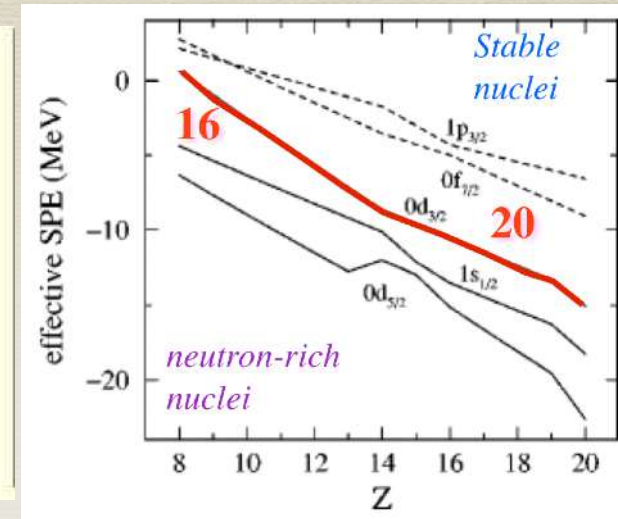 Stable
nuclei
effective SPE (MeV)
0
−10
−20
16
1p3/2
0f7/2
0d3/2
20
1s1/2
0d5/2
neutron-rich
nuclei
8 10 12 14 16 18 20
Z